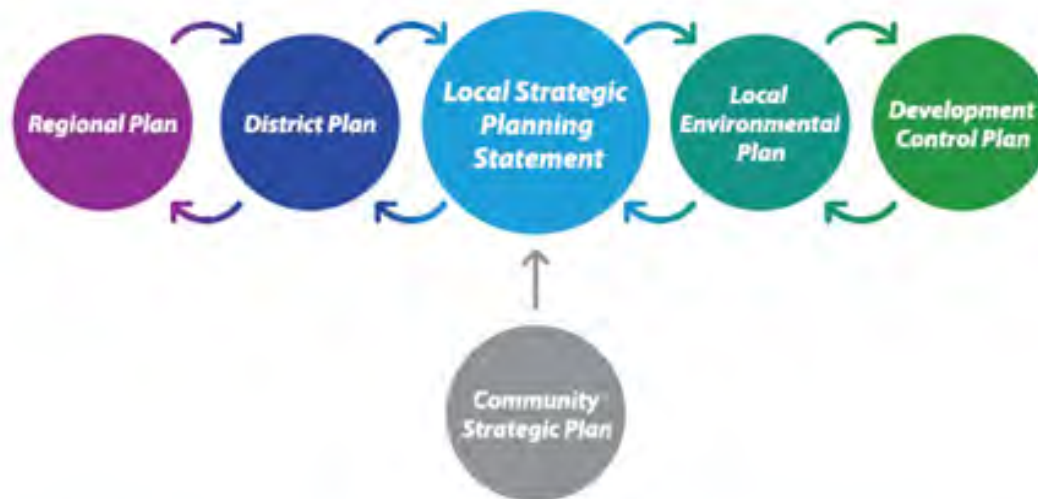 Regional Plan
District Plan
Local Strategic
Planning
Statement
Local
Environmental
Plan
Development
Control Plan
Community
Strategic Plan